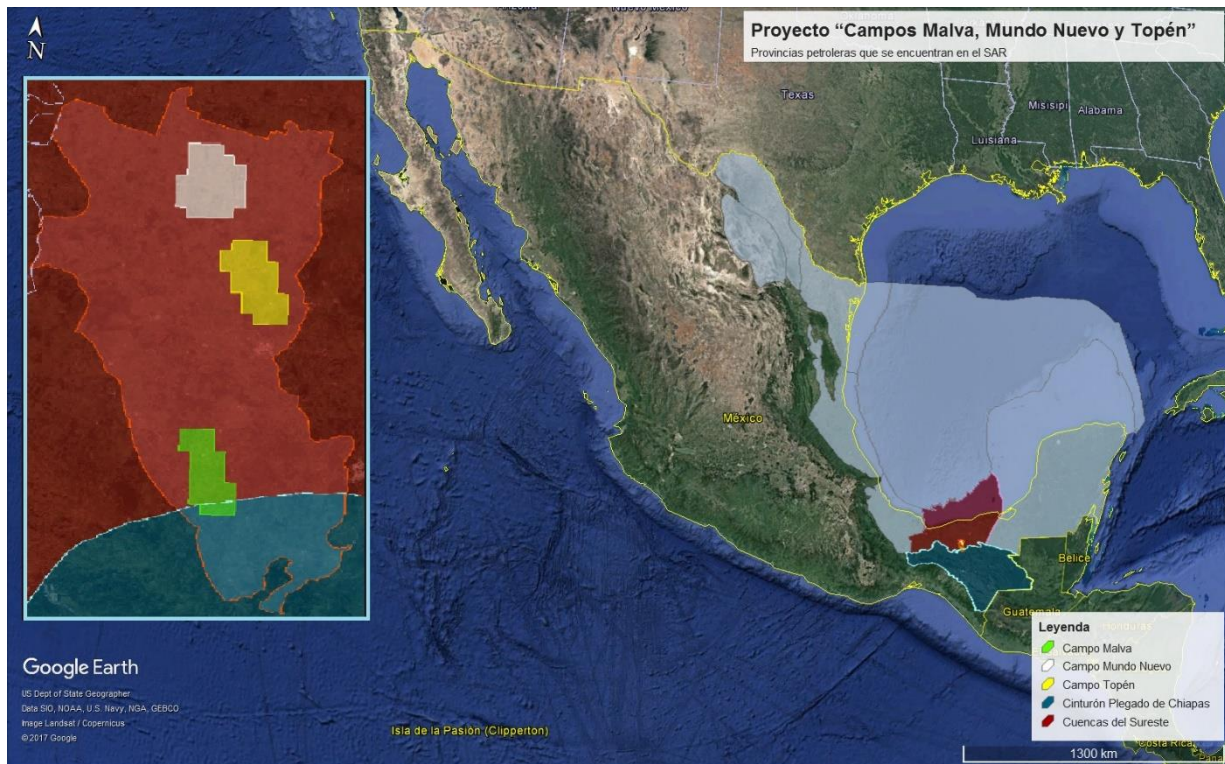 Proyecto “Campos Malva, Mundo Nuevo y Topén”
Provincias petroleras que se encuentran en el SAR
N
Texas
Misisipi
Alabama
Luisiana
México
Belice
Guatemala
Honduras
Leyenda
Campo Malva
Campo Mundo Nuevo
Campo Topén
Cinturón Plegado de Chiapas
Cuencas del Sureste
Costa Rica
1300 km
Isla de la Pasión (Clipperton)
Google Earth
US Dept of State Geographer
Data SIO, NOAA, U.S. Navy, NGA, GEBCO
Image Landsat / Copernicus
© 2017 Google